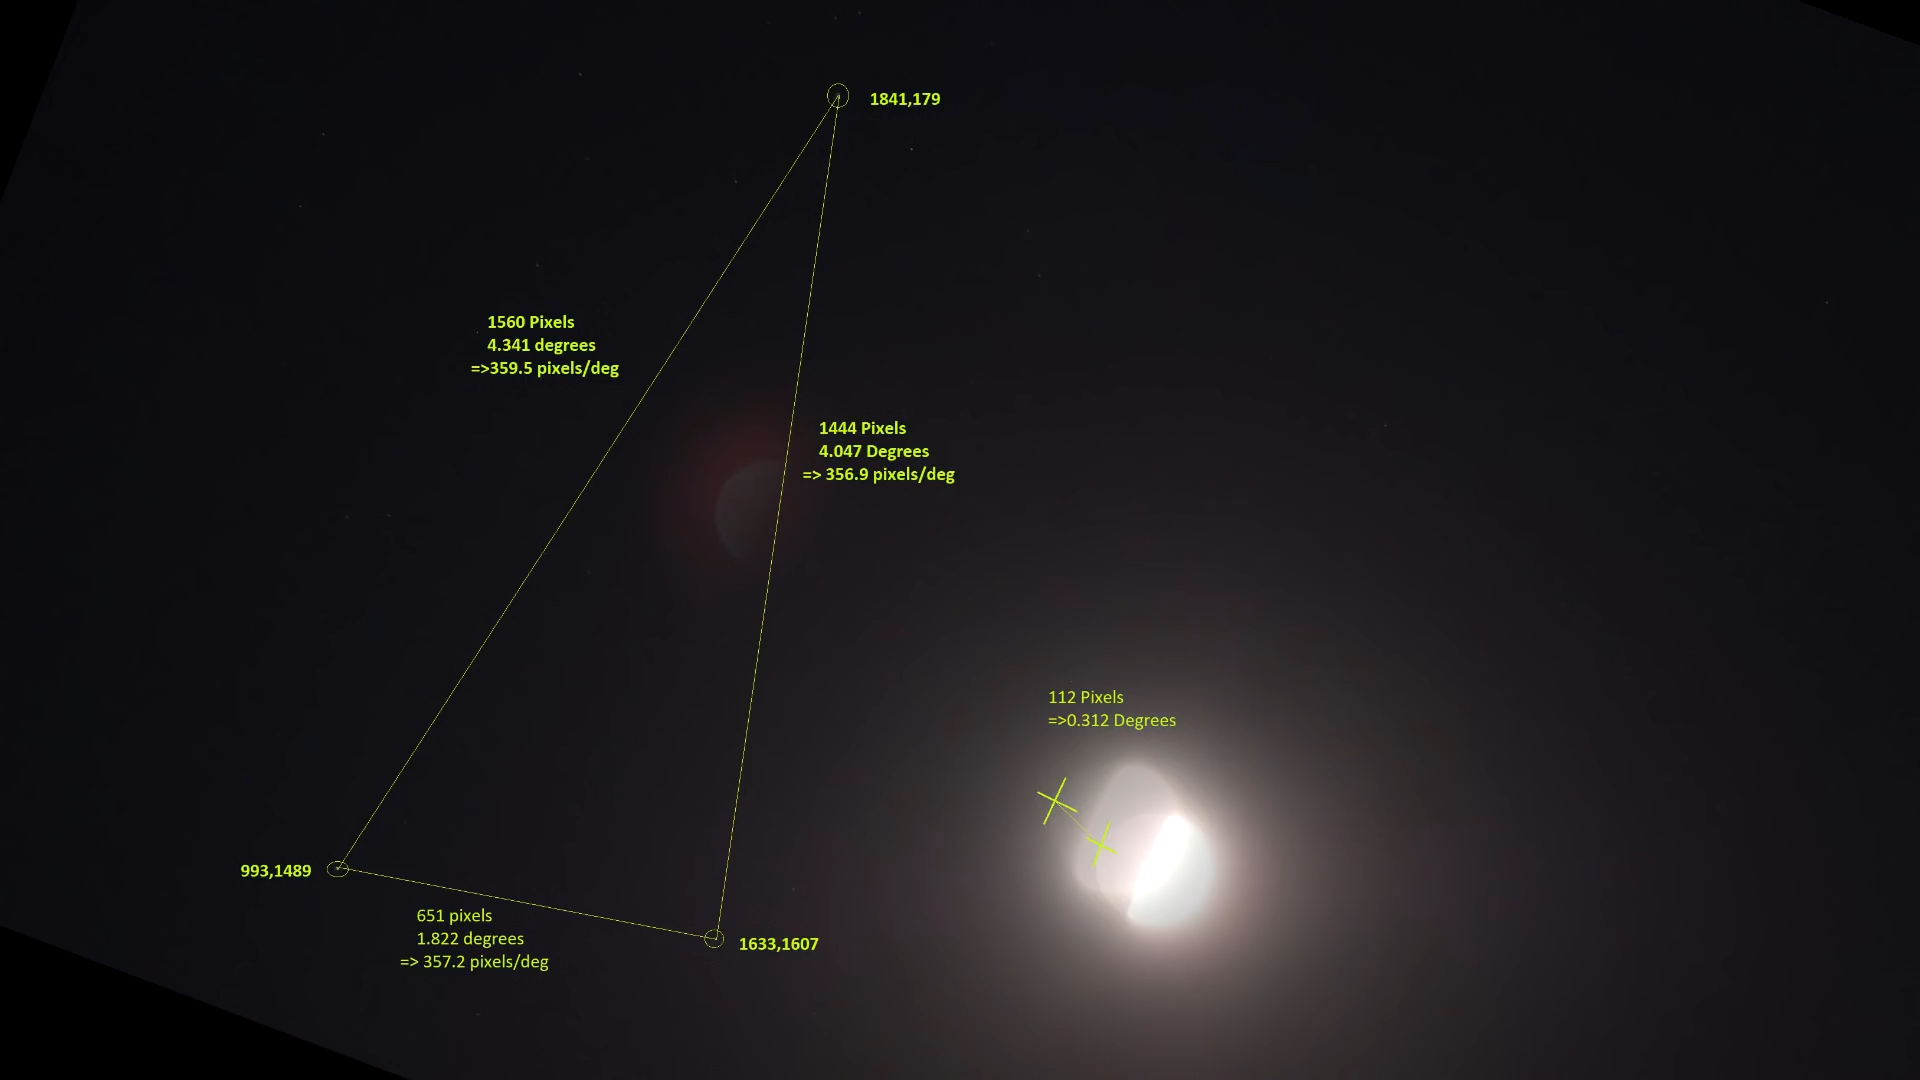 1841,179
1560 Pixels
4.341 degrees
=>359.5 pixels/deg
1444 Pixels
4.047 Degrees
=> 356.9 pixels/deg
112 Pixels
=>0.312 Degrees
993,1489
651 pixels
1.822 degrees
=> 357.2 pixels/deg
1633,1607